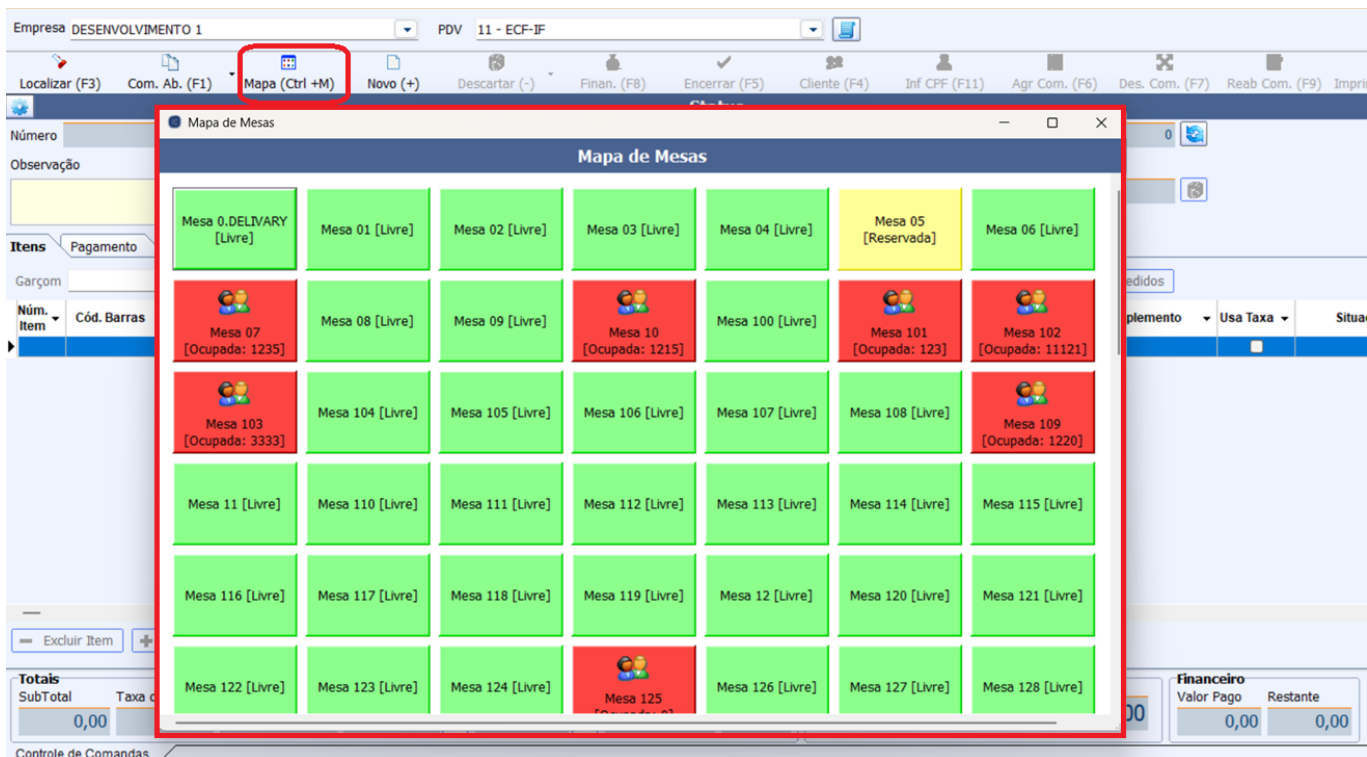 Empresa DESENVOLVIMENTO 1 PDV 11 - ECF-IF
Localizar (F3) Com. Ab. (F1) Mapa (Ctrl +M) Novo (+) Descartar (-) Finan. (F8) Encerrar (F5) Cliente (F4) Inf CPF (F11) Agr Com. (F6) Des. Com. (F7) Reab Com. (F9) Imprir
Status
Número 0
Observação
Itens Pagamento
Garçom edidos
Núm. Item Cód. Barras plemento Usa Taxa Situaç
Mapa de Mesas
Mapa de Mesas
Mesa 0.DELIVARY
[Livre]
Mesa 01 [Livre]
Mesa 02 [Livre]
Mesa 03 [Livre]
Mesa 04 [Livre]
Mesa 05
[Reservada]
Mesa 06 [Livre]
Mesa 07
[Ocupada: 1235]
Mesa 08 [Livre]
Mesa 09 [Livre]
Mesa 10
[Ocupada: 1215]
Mesa 100 [Livre]
Mesa 101
[Ocupada: 123]
Mesa 102
[Ocupada: 11121]
Mesa 103
[Ocupada: 3333]
Mesa 104 [Livre]
Mesa 105 [Livre]
Mesa 106 [Livre]
Mesa 107 [Livre]
Mesa 108 [Livre]
Mesa 109
[Ocupada: 1220]
Mesa 11 [Livre]
Mesa 110 [Livre]
Mesa 111 [Livre]
Mesa 112 [Livre]
Mesa 113 [Livre]
Mesa 114 [Livre]
Mesa 115 [Livre]
Mesa 116 [Livre]
Mesa 117 [Livre]
Mesa 118 [Livre]
Mesa 119 [Livre]
Mesa 12 [Livre]
Mesa 120 [Livre]
Mesa 121 [Livre]
Mesa 122 [Livre]
Mesa 123 [Livre]
Mesa 124 [Livre]
Mesa 125
[Ocupada: 0]
Mesa 126 [Livre]
Mesa 127 [Livre]
Mesa 128 [Livre]
Excluir Item
Totais Financeiro
SubTotal Taxa Valor Pago Restante
0,00 00 0,00 0,00
Controle de Comandas